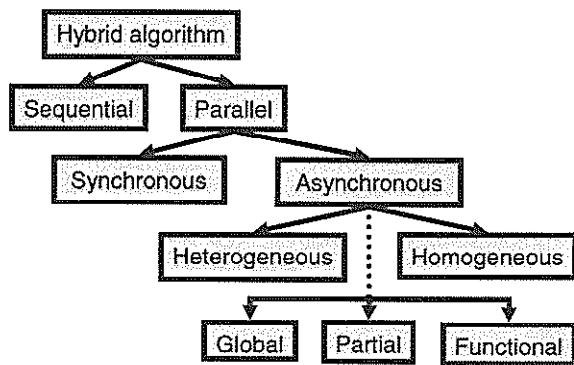 Hybrid algorithm
Sequential
Parallel
Synchronous
Asynchronous
Heterogeneous
Homogeneous
Global
Partial
Functional